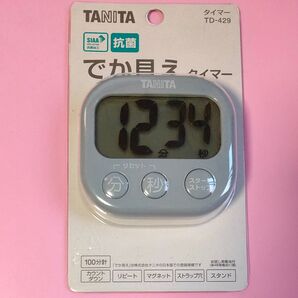 TANITA
タイマー
TD-429
SIAA
抗菌
でか見え タイマー
TANITA
12 34
分 秒
リセット
分 秒 スタート ストップ
100分計
カウント ダウン
リピート
マグネット
ストラップ穴
スタンド